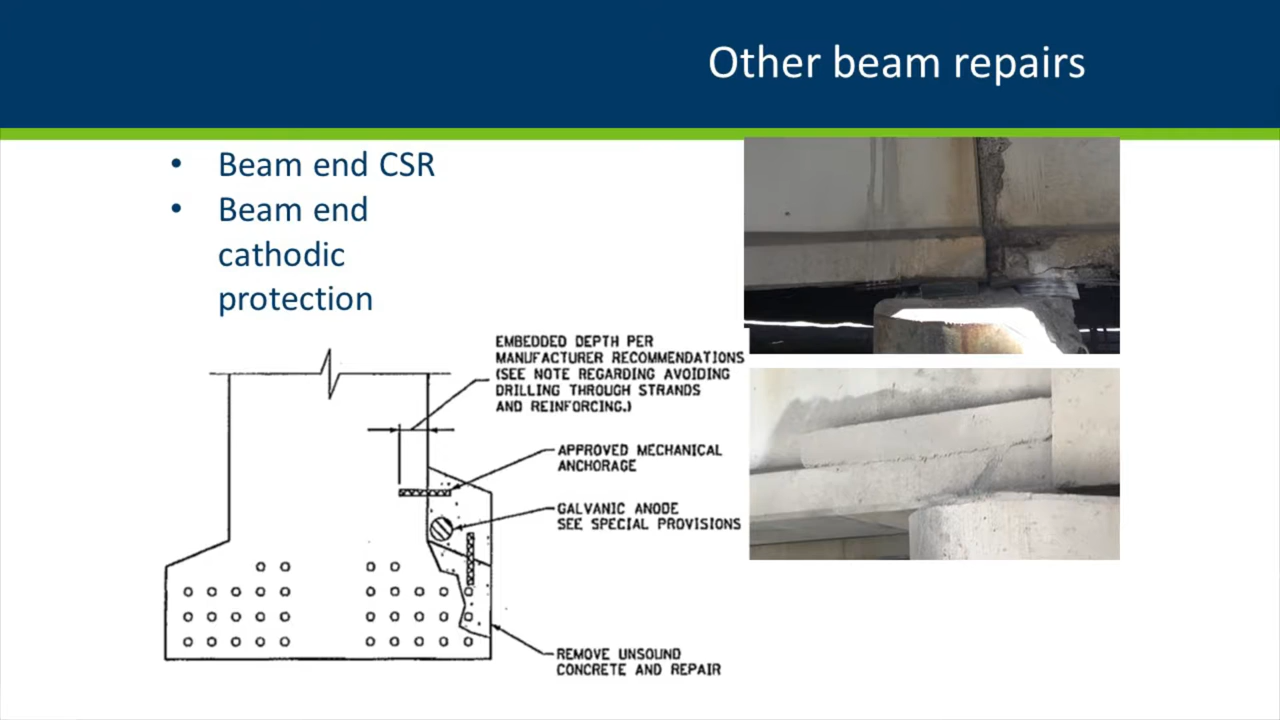 Other beam repairs
• Beam end CSR
• Beam end
cathodic
protection
EMBEDDED DEPTH PER
MANUFACTURER RECOMMENDATIONS
(SEE NOTE REGARDING AVOIDING
DRILLING THROUGH STRANDS
AND REINFORCING.)
APPROVED MECHANICAL
ANCHORAGE
GALVANIC ANODE
SEE SPECIAL PROVISIONS
REMOVE UNSOUND
CONCRETE AND REPAIR